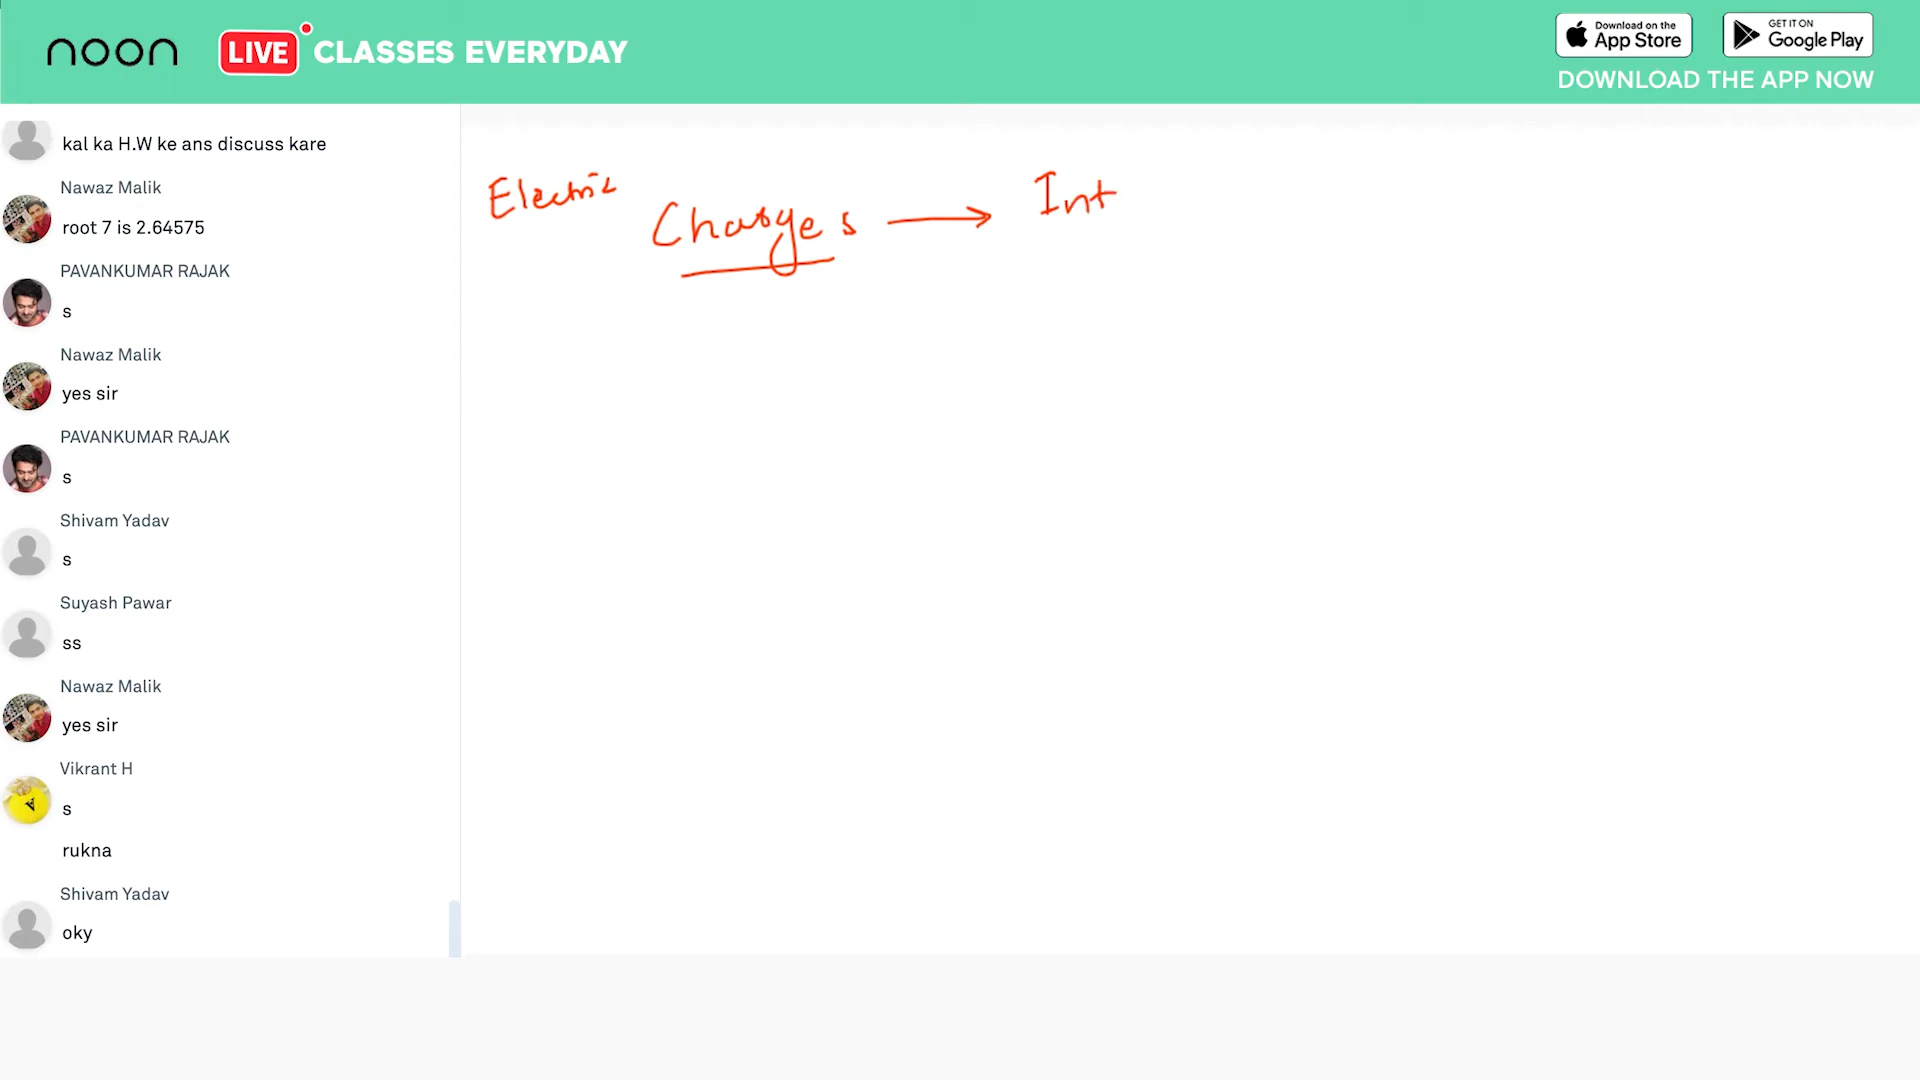 noon LIVE CLASSES EVERYDAY
Download on the App Store
GET IT ON Google Play
DOWNLOAD THE APP NOW
kal ka H.W ke ans discuss kare
Nawaz Malik
root 7 is 2.64575
PAVANKUMAR RAJAK
s
Nawaz Malik
yes sir
PAVANKUMAR RAJAK
s
Shivam Yadav
s
Suyash Pawar
ss
Nawaz Malik
yes sir
Vikrant H
s
rukna
Shivam Yadav
oky
Electric
Charges → Int